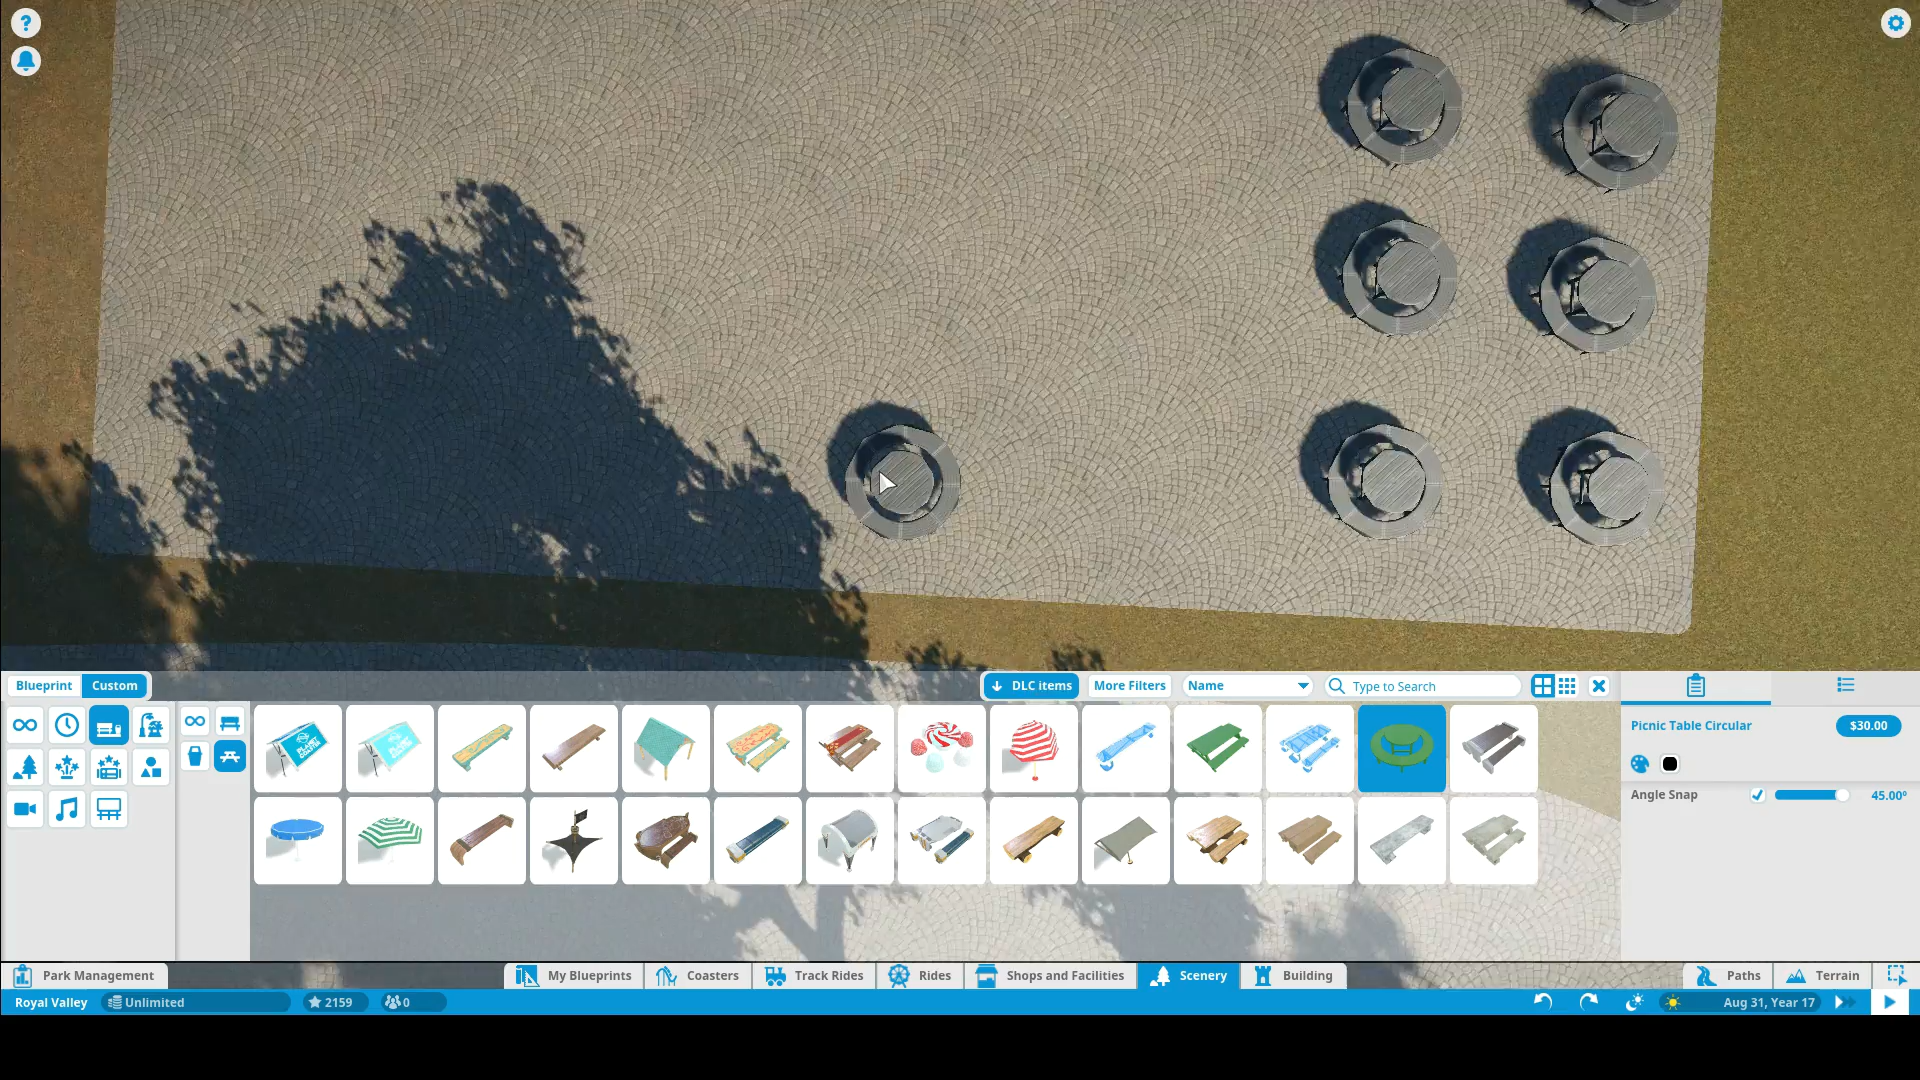 ?
Blueprint Custom DLC items More Filters Name Type to Search
Picnic Table Circular $30.00
Angle Snap 45.00°
Park Management My Blueprints Coasters Track Rides Rides Shops and Facilities Scenery Building Paths Terrain
Royal Valley Unlimited 2159 0 Aug 31, Year 17